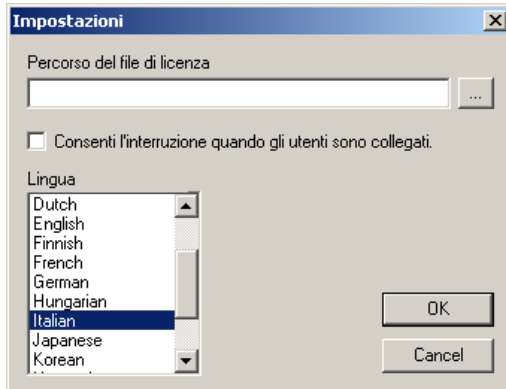 Impostazioni
Percorso del file di licenza
...
Consenti l'interruzione quando gli utenti sono collegati.
Lingua
Dutch
English
Finnish
French
German
Hungarian
Italian
Japanese
Korean
OK
Cancel